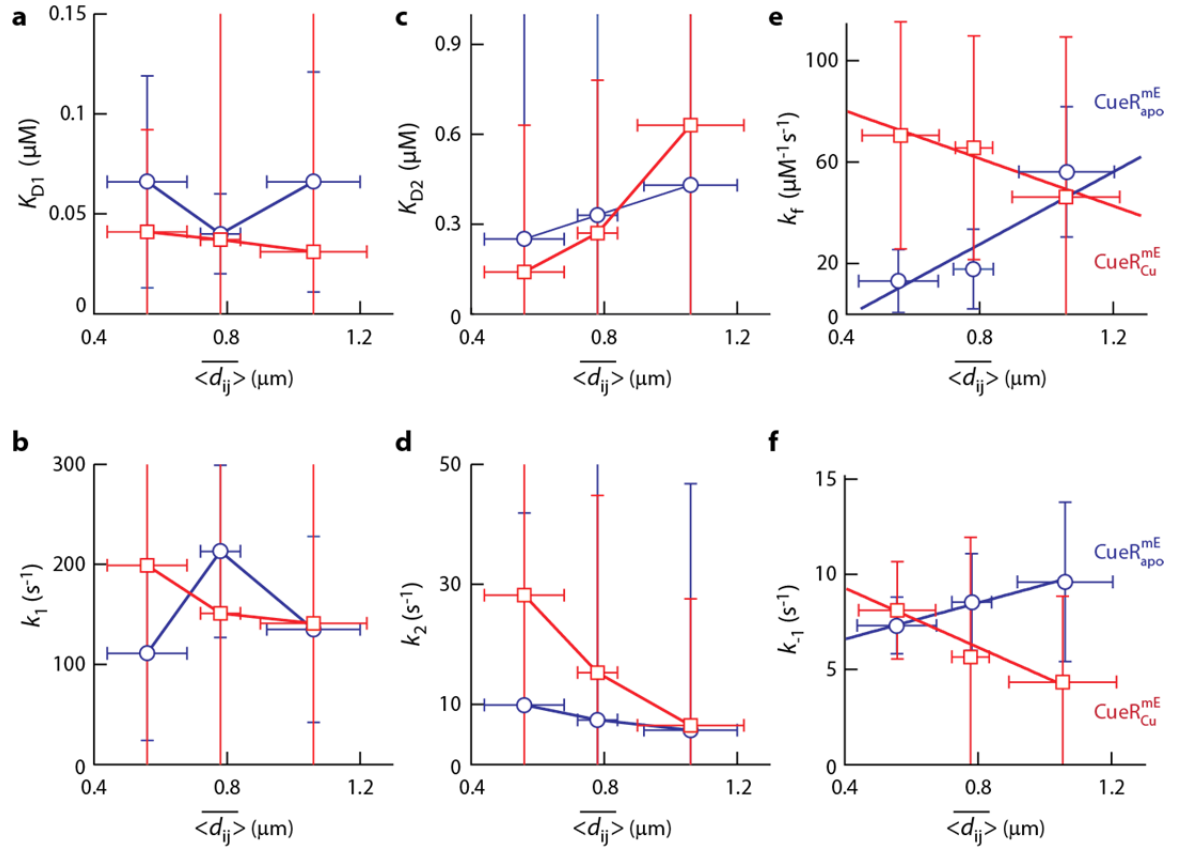 a
0.15
0.1
0.05
0
K_D1 (μM)
0.4 0.8 1.2
<d_ij> (μm)
c
0.9
0.6
0.3
0
K_D2 (μM)
0.4 0.8 1.2
<d_ij> (μm)
e
100
60
20
0
k_f (μM⁻¹ s⁻¹)
CueR^mE_apo
CueR^mE_Cu
0.4 0.8 1.2
<d_ij> (μm)
b
300
200
100
0
k_1 (s⁻¹)
0.4 0.8 1.2
<d_ij> (μm)
d
50
30
10
0
k_2 (s⁻¹)
0.4 0.8 1.2
<d_ij> (μm)
f
15
10
5
0
k_-1 (s⁻¹)
CueR^mE_apo
CueR^mE_Cu
0.4 0.8 1.2
<d_ij> (μm)